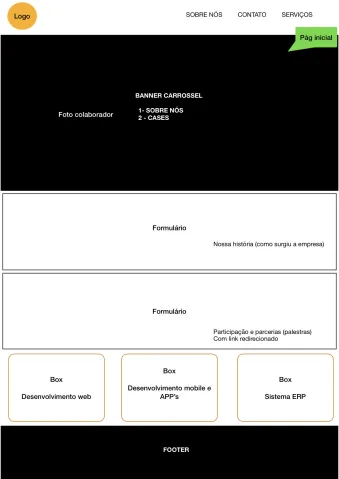 Logo
SOBRE NÓS CONTATO SERVIÇOS
Pág inicial
BANNER CARROSSEL
Foto colaborador
1- SOBRE NÓS
2 - CASES
Formulário
Nossa história (como surgiu a empresa)
Formulário
Participação e parcerias (palestras)
Com link redirecionado
Box
Desenvolvimento web
Box
Desenvolvimento mobile e
APP's
Box
Sistema ERP
FOOTER